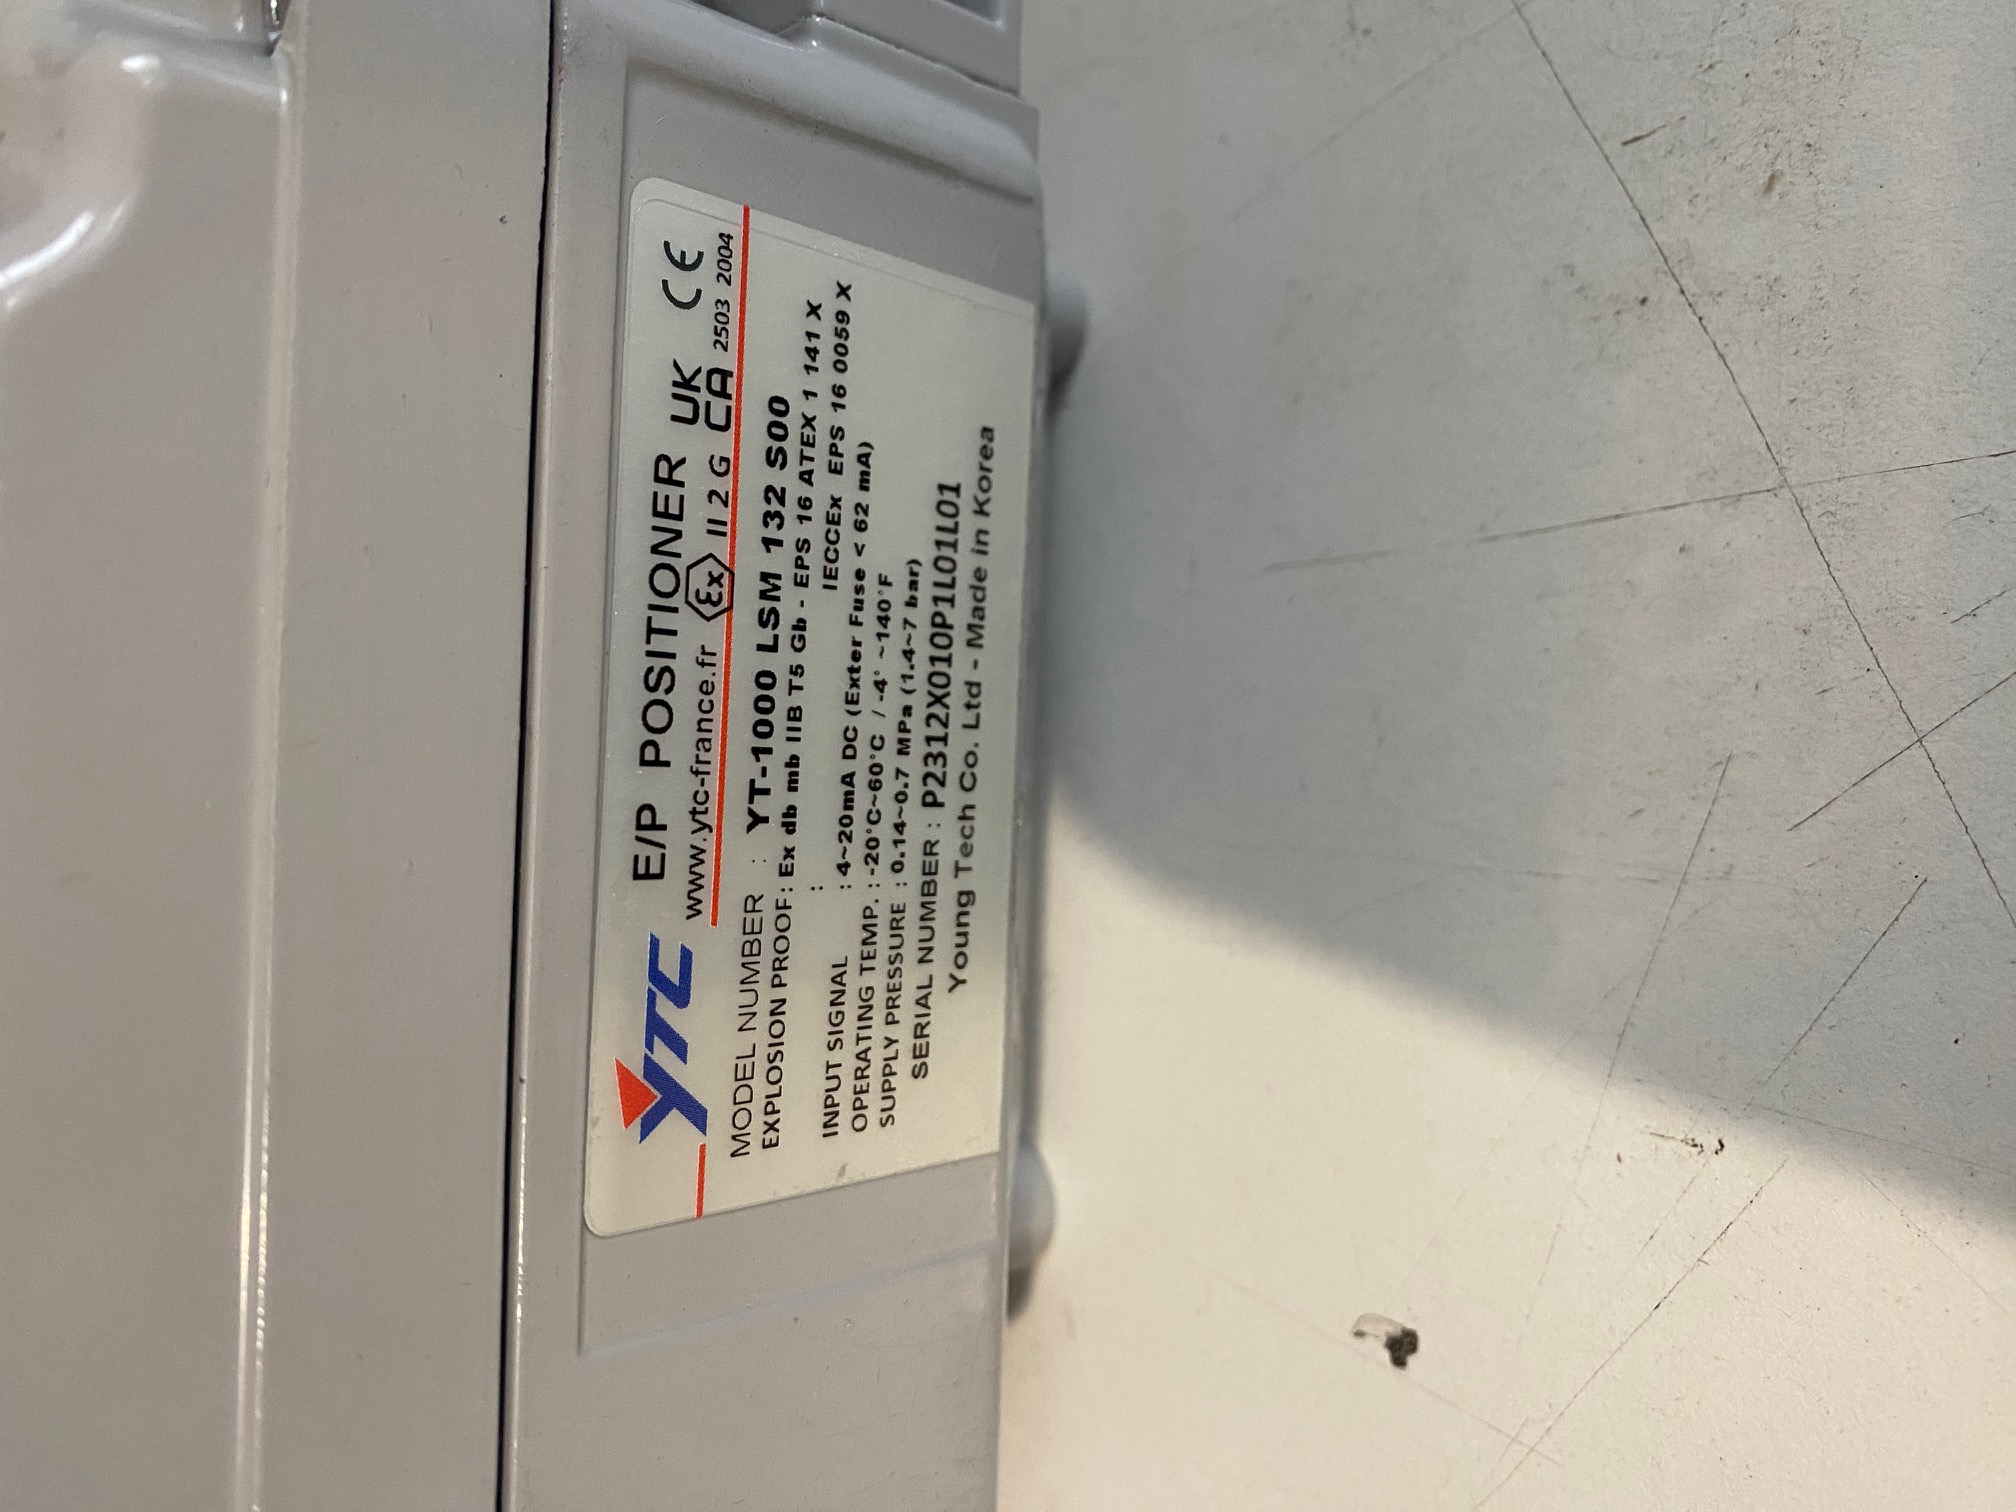 YTC E/P POSITIONER UK CA CE
www.ytc-france.fr Ex II 2 G 2503 2004
MODEL NUMBER : YT-1000 LSM 132 S00
EXPLOSION PROOF : Ex db mb IIB T5 Gb - EPS 16 ATEX 1 141 X
: IECCEx EPS 16 0059 X
INPUT SIGNAL : 4~20mA DC (Exter Fuse < 62 mA)
OPERATING TEMP. : -20°C~60°C / -4° ~140°F
SUPPLY PRESSURE : 0.14~0.7 MPa (1.4~7 bar)
SERIAL NUMBER : P2312X010P1L01L01
Young Tech Co. Ltd - Made in Korea